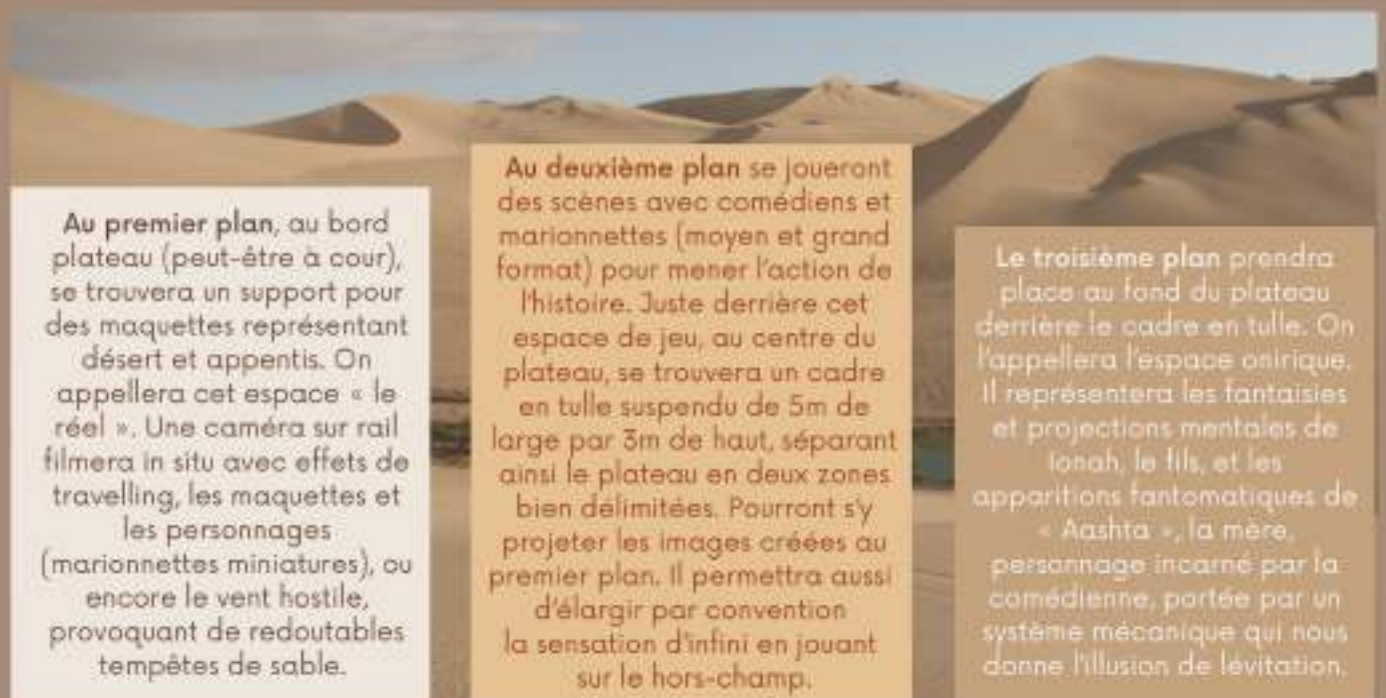 Au premier plan, au bord
plateau (peut-être à cour),
se trouvera un support pour
des maquettes représentant
désert et appentis. On
appellera cet espace « le
réel ». Une caméra sur rail
filmera in situ avec effets de
travelling, les maquettes et
les personnages
(marionnettes miniatures), ou
encore le vent hostile,
provoquant de redoutables
tempêtes de sable.
Au deuxième plan se joueront
des scènes avec comédiens et
marionnettes (moyen et grand
format) pour mener l'action de
l'histoire. Juste derrière cet
espace de jeu, au centre du
plateau, se trouvera un cadre
en tulle suspendu de 5m de
large par 3m de haut, séparant
ainsi le plateau en deux zones
bien délimitées. Pourront s'y
projeter les images créées au
premier plan. Il permettra aussi
d'élargir par convention
la sensation d'infini en jouant
sur le hors-champ.
Le troisième plan prendra
place au fond du plateau
derrière le cadre en tulle. On
l'appellera l'espace onirique.
Il représentera les fantaisies
et projections mentales de
Ionah, le fils, et les
apparitions fantomatiques de
« Aashta », la mère,
personnage incarné par la
comédienne, portée par un
système mécanique qui nous
donne l'illusion de lévitation.